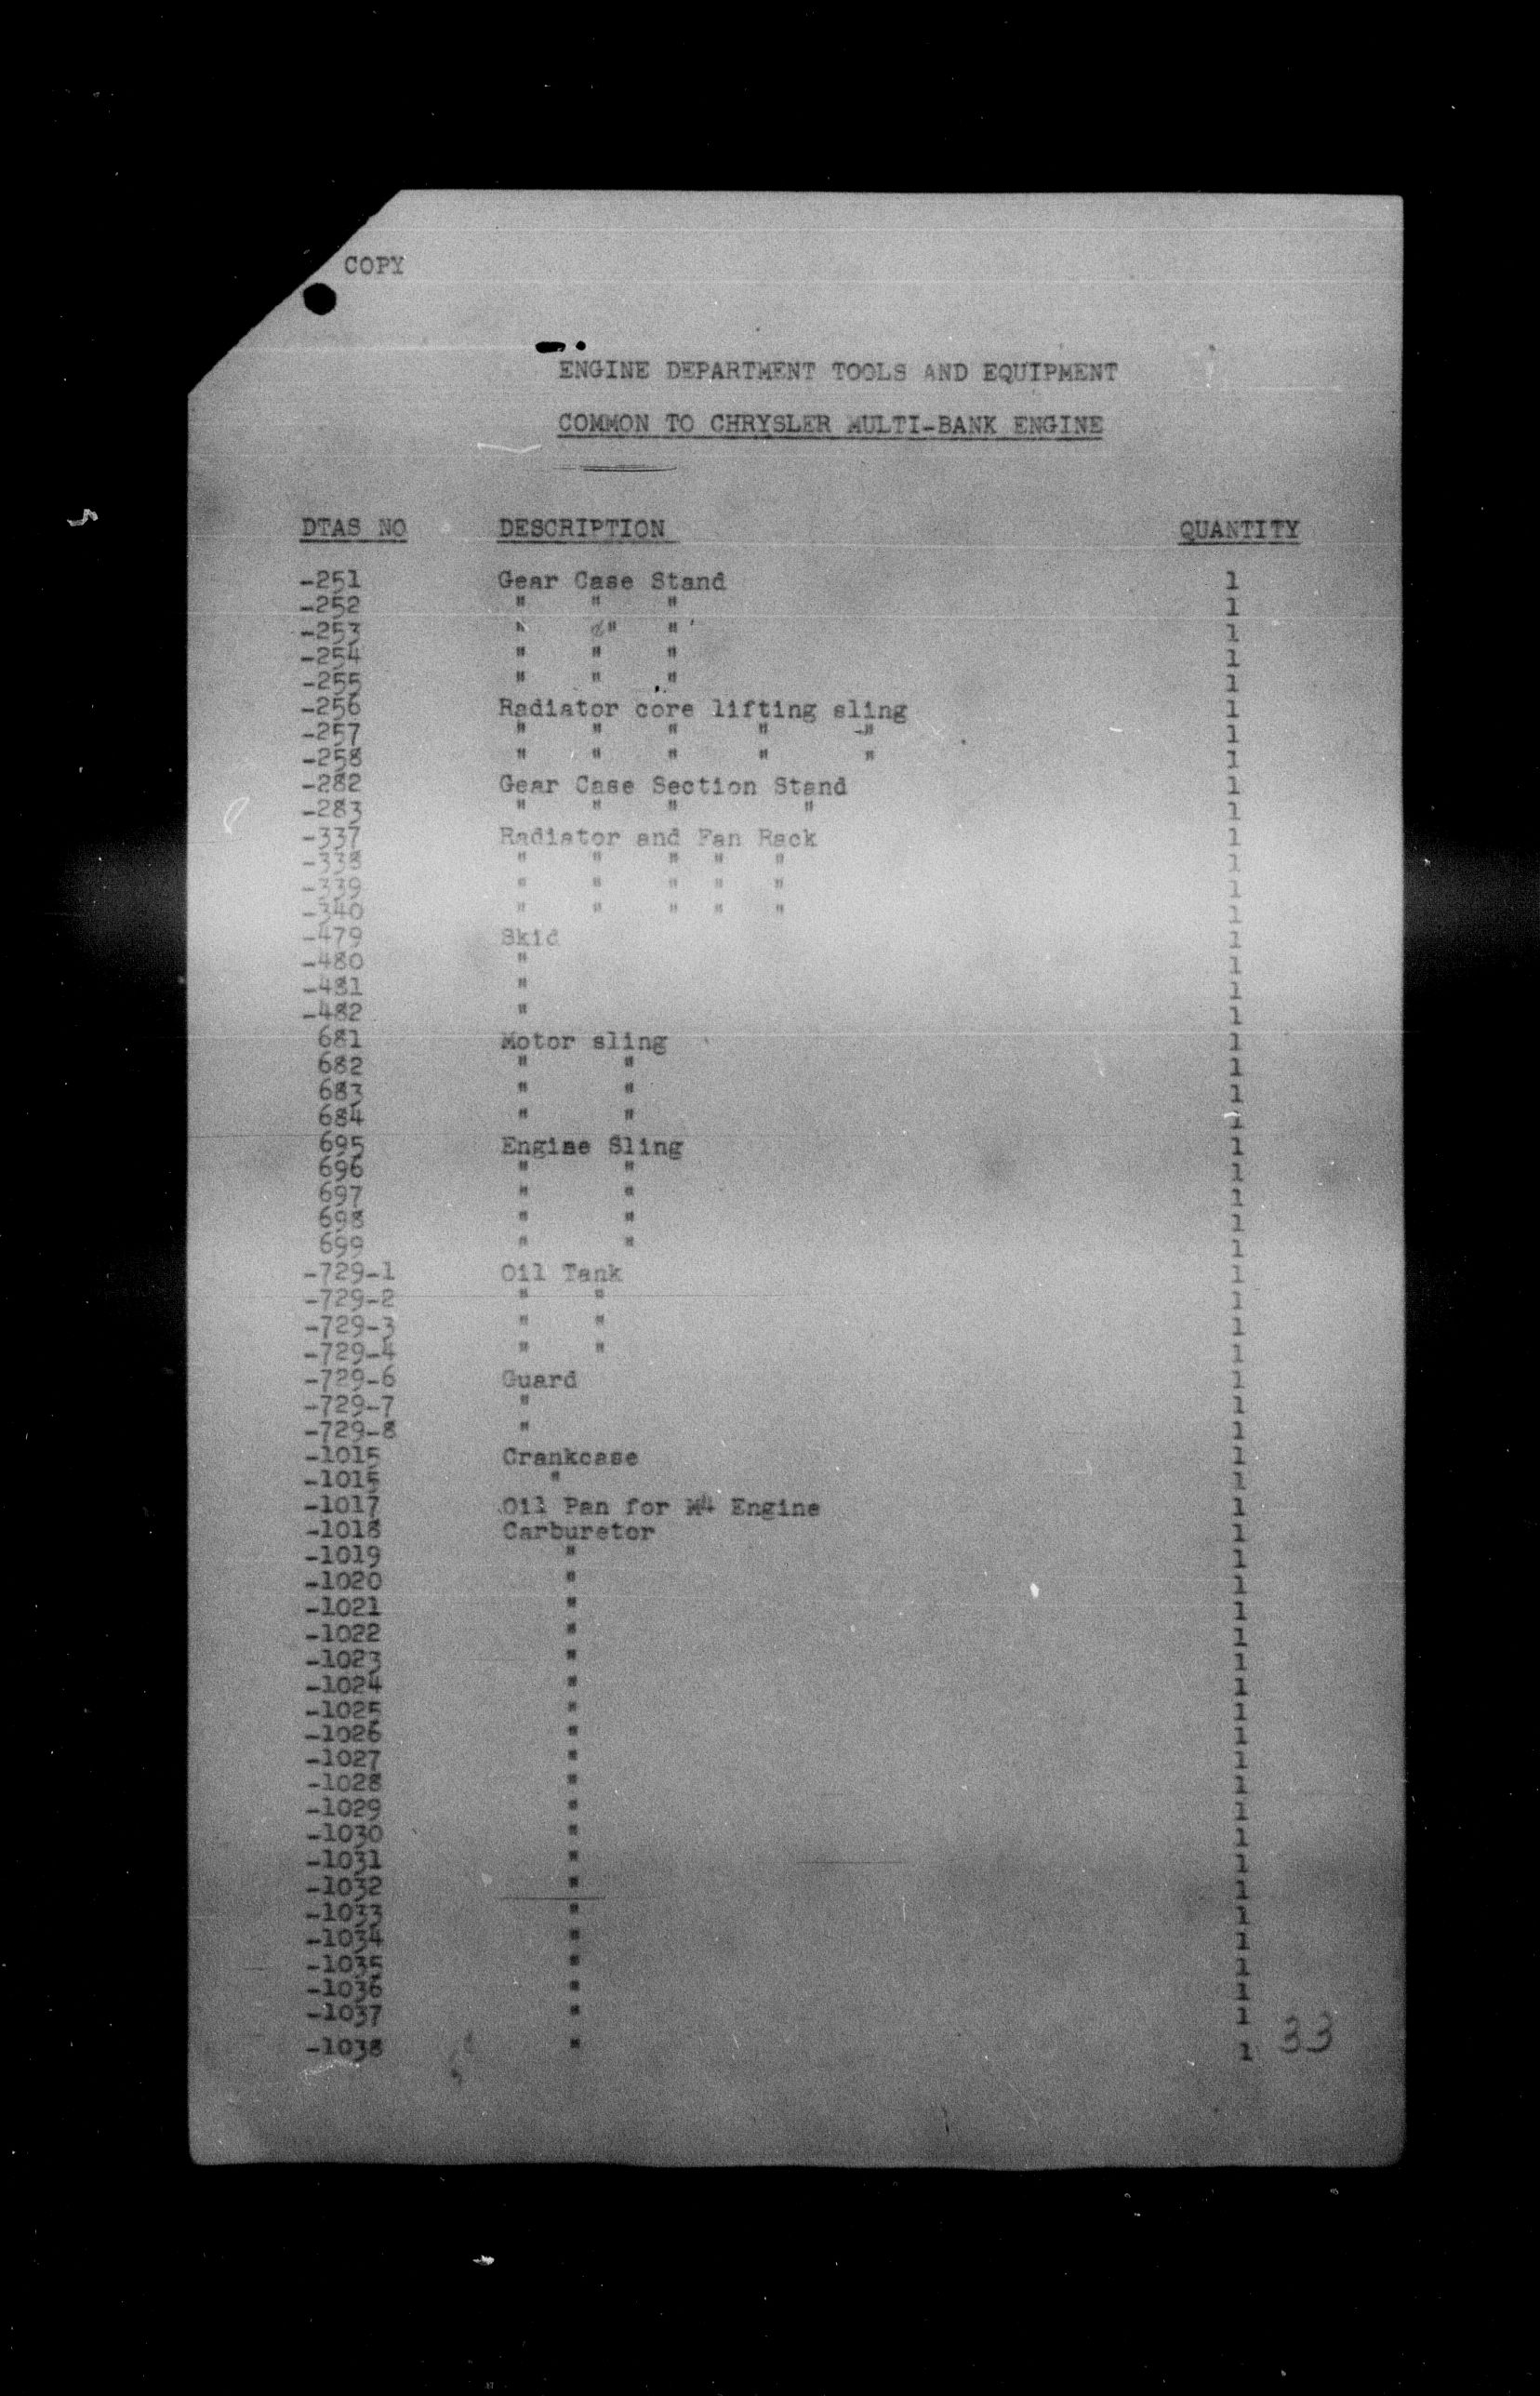 COPY
ENGINE DEPARTMENT TOOLS AND EQUIPMENT
COMMON TO CHRYSLER MULTI-BANK ENGINE
DTAS NO DESCRIPTION QUANTITY
-251 Gear Case Stand 1
-252 " " " 1
-253 " " " 1
-254 " " " 1
-255 " " " 1
-256 Radiator core lifting sling 1
-257 " " " " -" 1
-258 " " " " " 1
-282 Gear Case Section Stand 1
-283 " " " " 1
-337 Radiator and Fan Rack 1
-338 " " " " " 1
-339 " " " " " 1
-340 " " " " " 1
-479 Skid 1
-480 " 1
-481 " 1
-482 " 1
681 Motor sling 1
682 " " 1
683 " " 1
684 " " 1
695 Engine Sling 1
696 " " 1
697 " " 1
698 " " 1
699 " " 1
-729-1 Oil Tank 1
-729-2 " " 1
-729-3 " " 1
-729-4 " " 1
-729-6 Guard 1
-729-7 " 1
-729-8 " 1
-1015 Crankcase 1
-1015 " 1
-1017 Oil Pan for M4 Engine 1
-1018 Carburetor 1
-1019 " 1
-1020 " 1
-1021 " 1
-1022 " 1
-1023 " 1
-1024 " 1
-1025 " 1
-1026 " 1
-1027 " 1
-1028 " 1
-1029 " 1
-1030 " 1
-1031 " 1
-1032 " 1
-1033 " 1
-1034 " 1
-1035 " 1
-1036 " 1
-1037 " 1
-1038 " 1
33